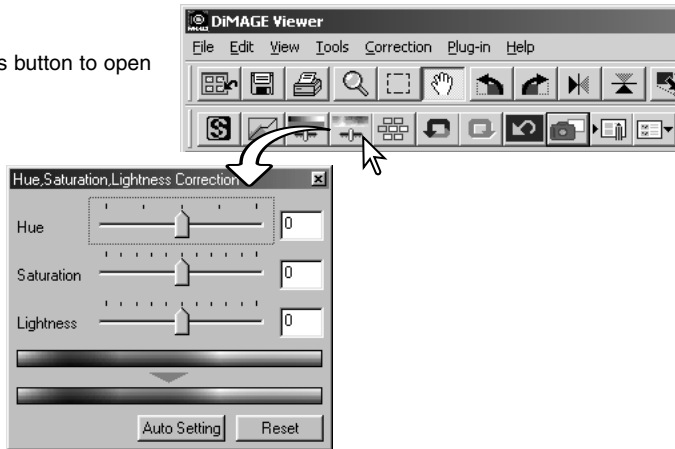 DiMAGE Viewer
File Edit View Tools Correction Plug-in Help
s button to open
S
Hue,Saturation,Lightness Correction
Hue 0
Saturation 0
Lightness 0
Auto Setting Reset